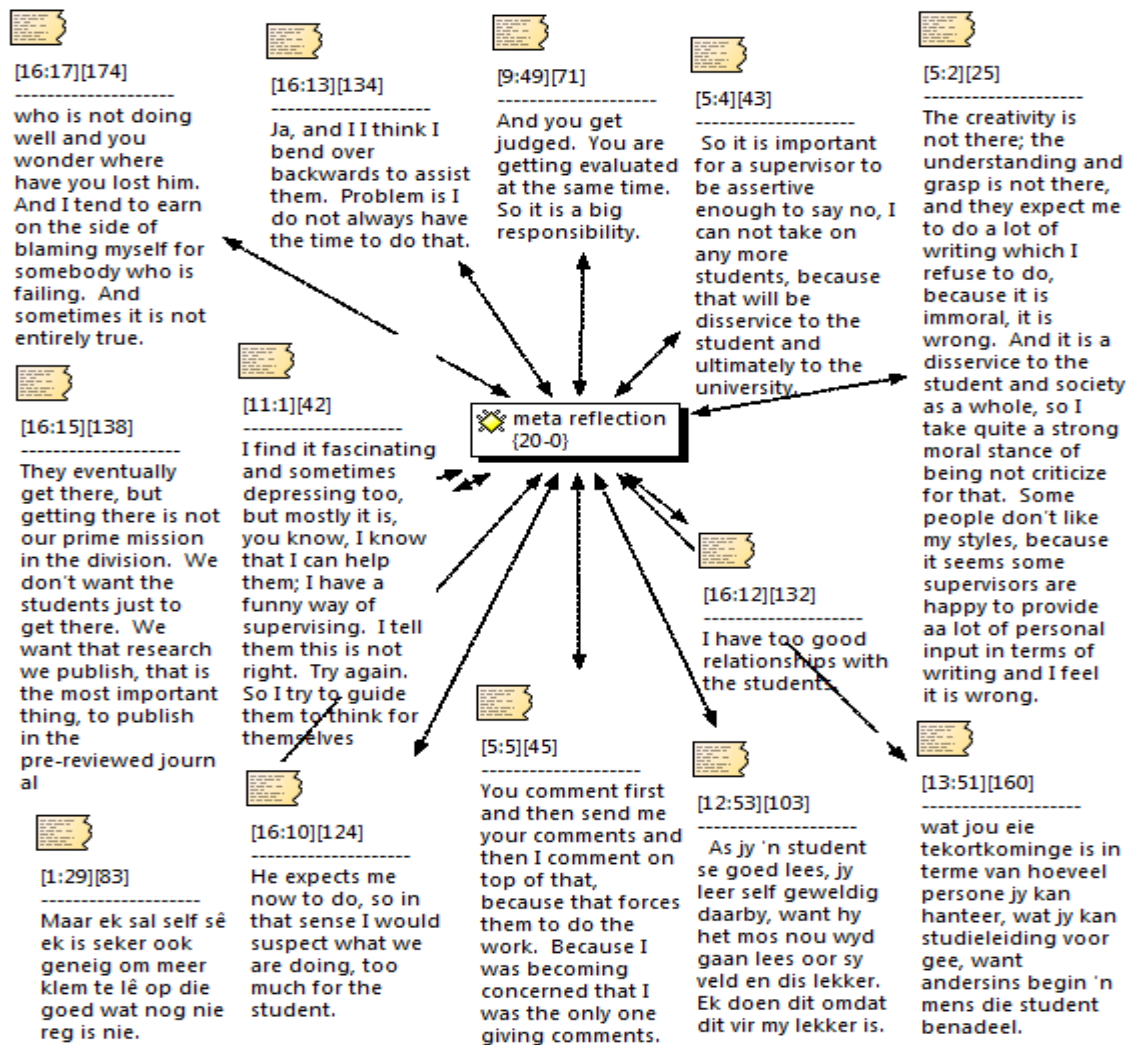 [16:17][174]
--------------------
who is not doing
well and you
wonder where
have you lost him.
And I tend to earn
on the side of
blaming myself for
somebody who is
failing. And
sometimes it is not
entirely true.
[16:13][134]
--------------------
Ja, and I I think I
bend over
backwards to assist
them. Problem is I
do not always have
the time to do that.
[9:49][71]
--------------------
And you get
judged. You are
getting evaluated
at the same time.
So it is a big
responsibility.
[5:4][43]
--------------------
So it is important
for a supervisor to
be assertive
enough to say no, I
can not take on
any more
students, because
that will be
disservice to the
student and
ultimately to the
university.
[5:2][25]
--------------------
The creativity is
not there; the
understanding and
grasp is not there,
and they expect me
to do a lot of
writing which I
refuse to do,
because it is
immoral, it is
wrong. And it is a
disservice to the
student and society
as a whole, so I
take quite a strong
moral stance of
being not criticize
for that. Some
people don't like
my styles, because
it seems some
supervisors are
happy to provide
aa lot of personal
input in terms of
writing and I feel
it is wrong.
meta reflection
{20-0}
[16:15][138]
--------------------
They eventually
get there, but
getting there is not
our prime mission
in the division. We
don't want the
students just to
get there. We
want that research
we publish, that is
the most important
thing, to publish
in the
pre-reviewed journ
al
[11:1][42]
--------------------
I find it fascinating
and sometimes
depressing too,
but mostly it is,
you know, I know
that I can help
them; I have a
funny way of
supervising. I tell
them this is not
right. Try again.
So I try to guide
them to think for
themselves
[16:12][132]
--------------------
I have too good
relationships with
the students
[1:29][83]
--------------------
Maar ek sal self sê
ek is seker ook
geneig om meer
klem te lê op die
goed wat nog nie
reg is nie.
[16:10][124]
--------------------
He expects me
now to do, so in
that sense I would
suspect what we
are doing, too
much for the
student.
[5:5][45]
--------------------
You comment first
and then send me
your comments and
then I comment on
top of that,
because that forces
them to do the
work. Because I
was becoming
concerned that I
was the only one
giving comments.
[12:53][103]
--------------------
As jy 'n student
se goed lees, jy
leer self geweldig
daarby, want hy
het mos nou wyd
gaan lees oor sy
veld en dis lekker.
Ek doen dit omdat
dit vir my lekker is.
[13:51][160]
--------------------
wat jou eie
tekortkominge is in
terme van hoeveel
persone jy kan
hanteer, wat jy kan
studieleiding voor
gee, want
andersins begin 'n
mens die student
benadeel.